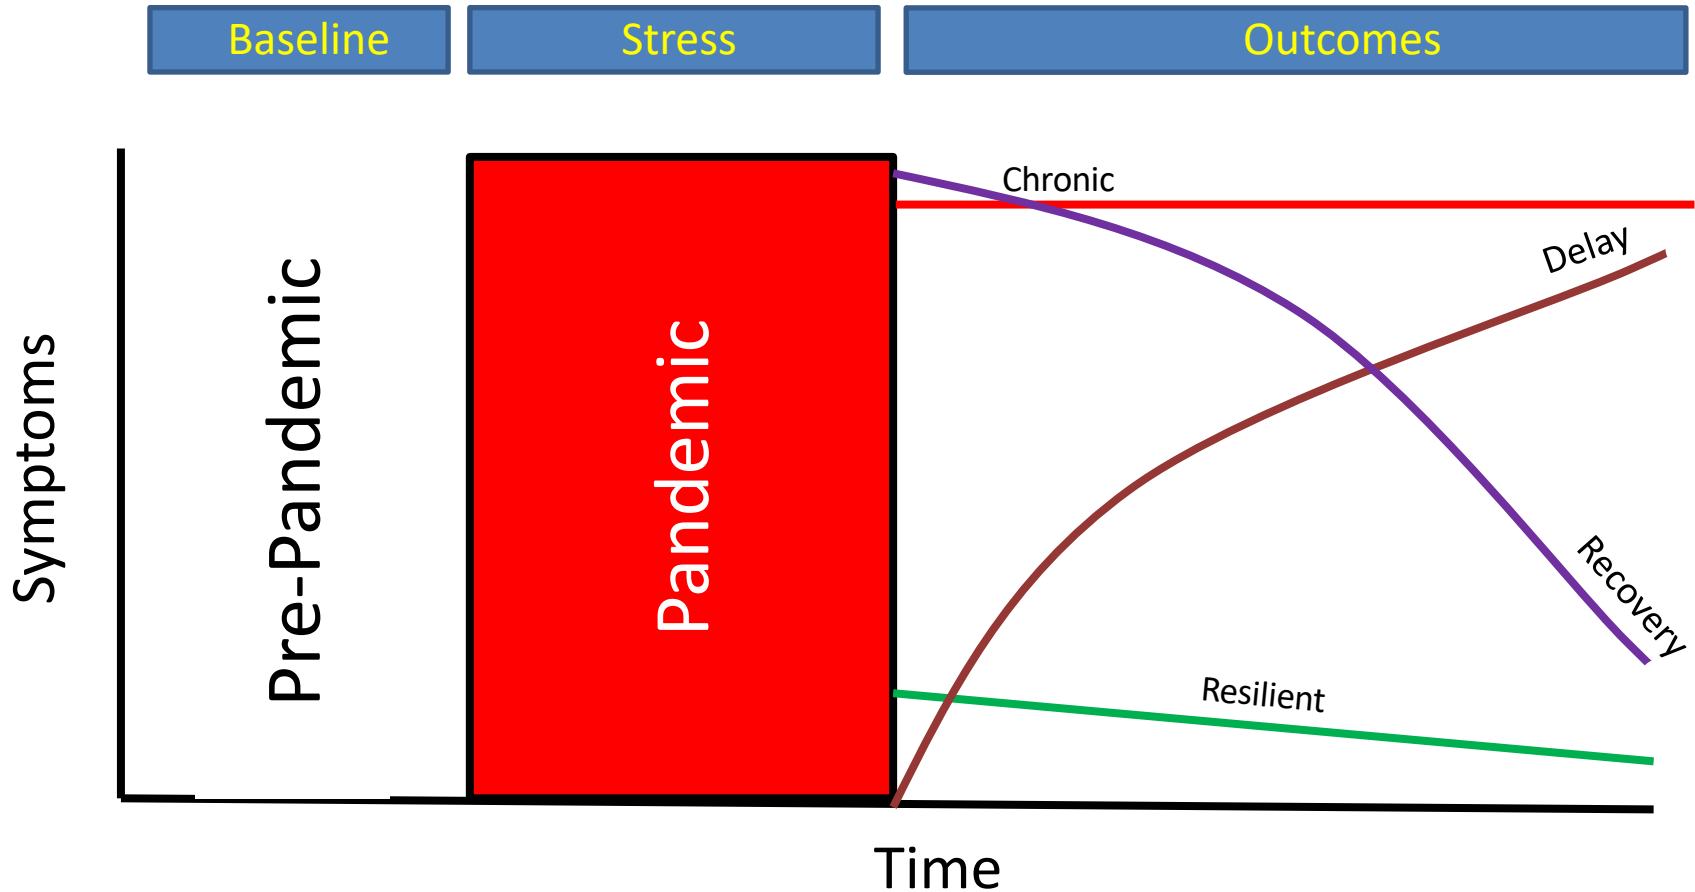 Baseline
Stress
Outcomes
Symptoms
Pre-Pandemic
Pandemic
Chronic
Delay
Recovery
Resilient
Time